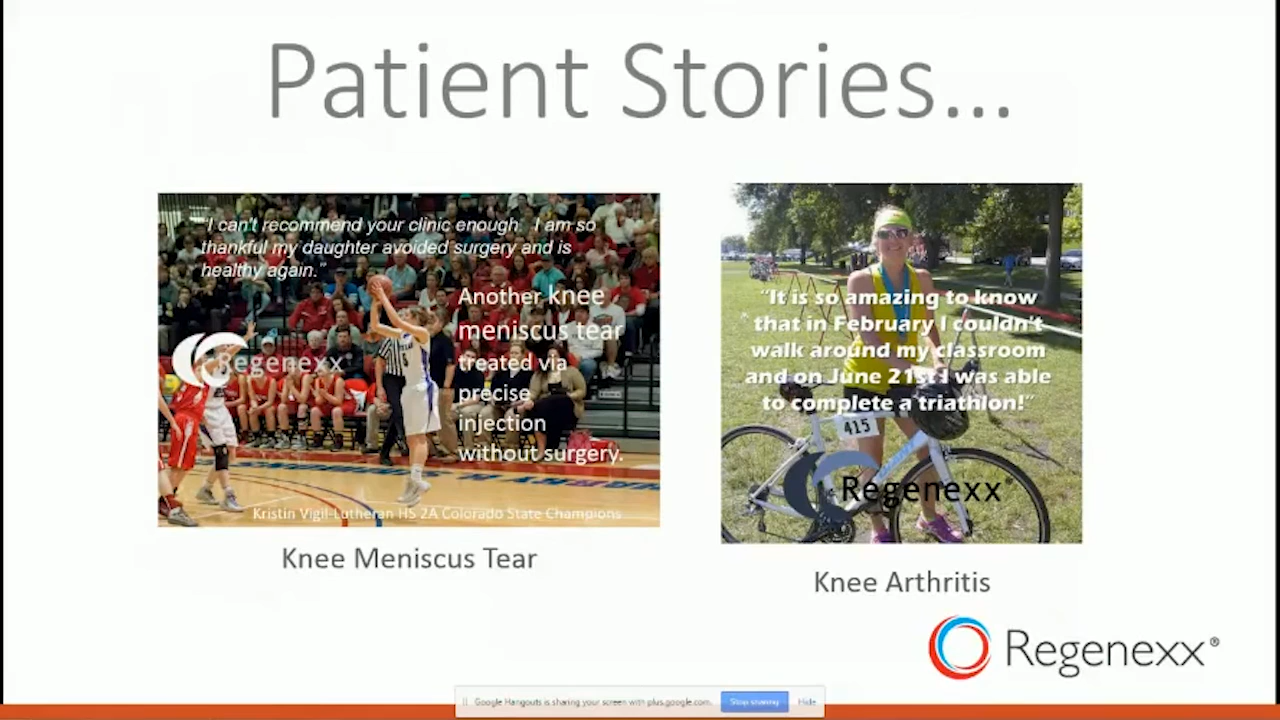 Patient Stories...
"I can't recommend your clinic enough. I am so
thankful my daughter avoided surgery and is
healthy again."
Another knee
meniscus tear
treated via
precise
injection
without surgery.
Regenexx
Kristin Vigil-Lutheran HS 2A Colorado State Champions
Knee Meniscus Tear
"It is so amazing to know
that in February I couldn't
walk around my classroom
and on June 21st I was able
to complete a triathlon!"
415
Regenexx
Knee Arthritis
Regenexx®
Google Hangouts is sharing your screen with plus.google.com.
Stop sharing
Hide